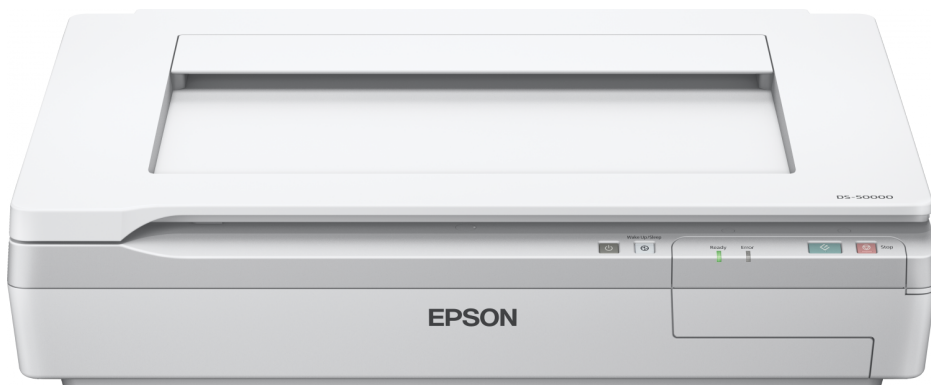 DS-50000
Wake Up/Sleep
Ready Error
Stop
EPSON